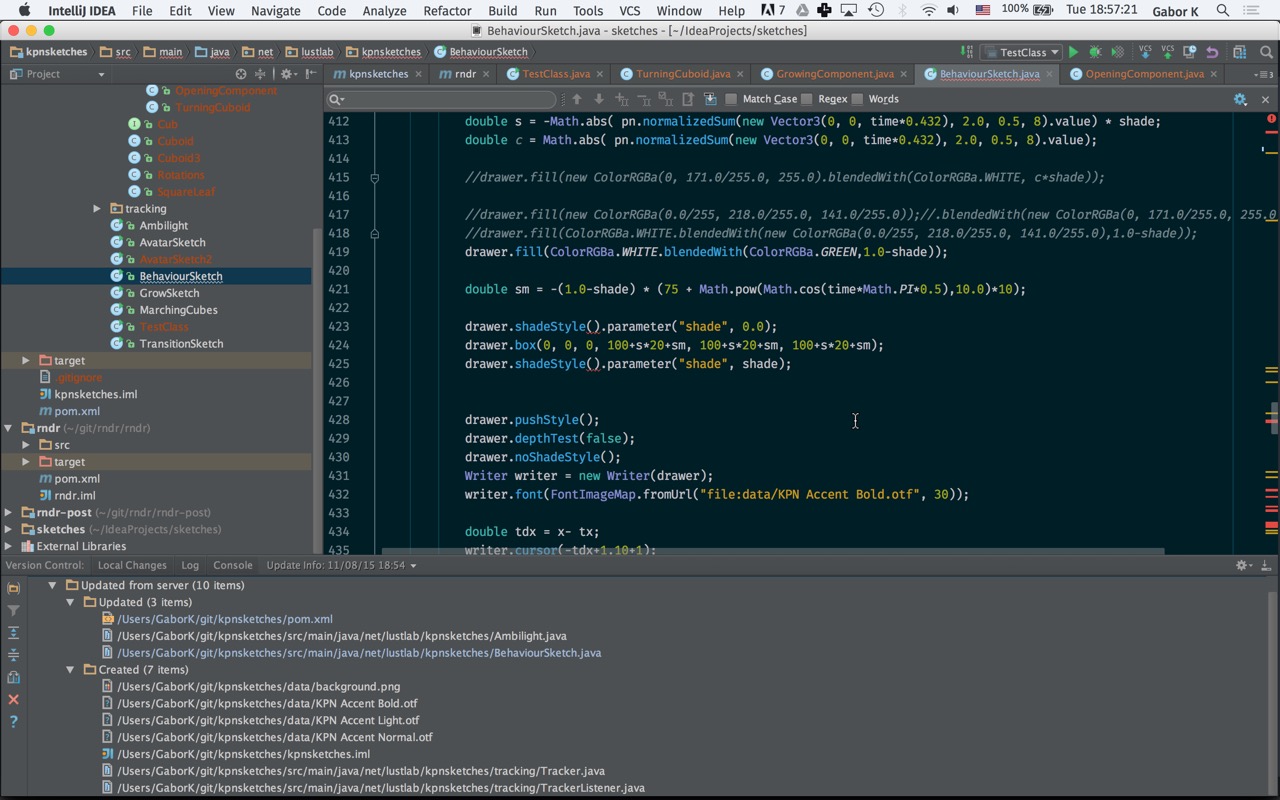 IntelliJ IDEA File Edit View Navigate Code Analyze Refactor Build Run Tools VCS Window Help 7 100% Tue 18:57:21 Gabor K
BehaviourSketch.java - sketches - [~/IdeaProjects/sketches]
kpnsketches src main java net lustlab kpnsketches BehaviourSketch TestClass VCS VCS
Project kpnsketches rndr TestClass.java TurningCuboid.java GrowingComponent.java BehaviourSketch.java OpeningComponent.java
Match Case Regex Words
OpeningComponent
TurningCuboid
Cub
Cuboid
Cuboid3
Rotations
SquareLeaf
tracking
Ambilight
AvatarSketch
AvatarSketch2
BehaviourSketch
GrowSketch
MarchingCubes
TestClass
TransitionSketch
target
.gitignore
kpnsketches.iml
pom.xml
rndr (~/git/rndr/rndr)
src
target
pom.xml
rndr.iml
rndr-post (~/git/rndr/rndr-post)
sketches (~/IdeaProjects/sketches)
External Libraries
412 double s = -Math.abs( pn.normalizedSum(new Vector3(0, 0, time*0.432), 2.0, 0.5, 8).value) * shade;
413 double c = Math.abs( pn.normalizedSum(new Vector3(0, 0, time*0.432), 2.0, 0.5, 8).value);
414
415 //drawer.fill(new ColorRGBa(0, 171.0/255.0, 255.0).blendedWith(ColorRGBa.WHITE, c*shade));
416
417 //drawer.fill(new ColorRGBa(0.0/255, 218.0/255.0, 141.0/255.0));//.blendedWith(new ColorRGBa(0, 171.0/255.0, 255.0
418 //drawer.fill(ColorRGBa.WHITE.blendedWith(new ColorRGBa(0.0/255, 218.0/255.0, 141.0/255.0),1.0-shade));
419 drawer.fill(ColorRGBa.WHITE.blendedWith(ColorRGBa.GREEN,1.0-shade));
420
421 double sm = -(1.0-shade) * (75 + Math.pow(Math.cos(time*Math.PI*0.5),10.0)*10);
422
423 drawer.shadeStyle().parameter("shade", 0.0);
424 drawer.box(0, 0, 0, 100+s*20+sm, 100+s*20+sm, 100+s*20+sm);
425 drawer.shadeStyle().parameter("shade", shade);
426
427
428 drawer.pushStyle();
429 drawer.depthTest(false);
430 drawer.noShadeStyle();
431 Writer writer = new Writer(drawer);
432 writer.font(FontImageMap.fromUrl("file:data/KPN Accent Bold.otf", 30));
433
434 double tdx = x- tx;
435 writer.cursor(-tdx+1,10+1);
Version Control: Local Changes Log Console Update Info: 11/08/15 18:54
Updated from server (10 items)
Updated (3 items)
/Users/GaborK/git/kpnsketches/pom.xml
/Users/GaborK/git/kpnsketches/src/main/java/net/lustlab/kpnsketches/Ambilight.java
/Users/GaborK/git/kpnsketches/src/main/java/net/lustlab/kpnsketches/BehaviourSketch.java
Created (7 items)
/Users/GaborK/git/kpnsketches/data/background.png
/Users/GaborK/git/kpnsketches/data/KPN Accent Bold.otf
/Users/GaborK/git/kpnsketches/data/KPN Accent Light.otf
/Users/GaborK/git/kpnsketches/data/KPN Accent Normal.otf
/Users/GaborK/git/kpnsketches/kpnsketches.iml
/Users/GaborK/git/kpnsketches/src/main/java/net/lustlab/kpnsketches/tracking/Tracker.java
/Users/GaborK/git/kpnsketches/src/main/java/net/lustlab/kpnsketches/tracking/TrackerListener.java